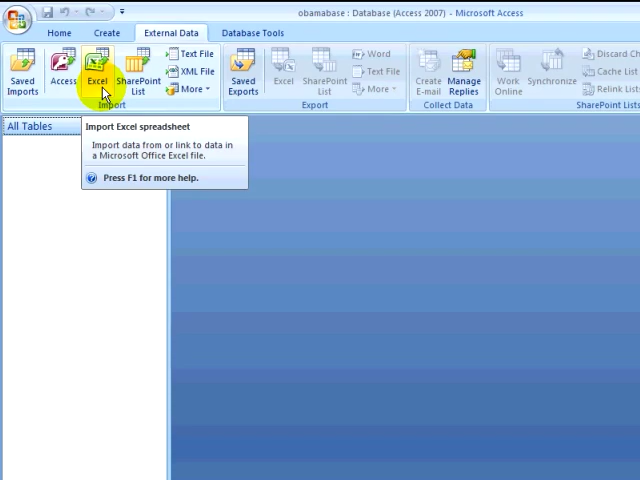 obamabase : Database (Access 2007) - Microsoft Access
Home Create External Data Database Tools
Saved Imports
Access
Excel
SharePoint List
Text File
XML File
More
Import
Saved Exports
Excel
SharePoint List
Word
Text File
More
Export
Create E-mail
Manage Replies
Collect Data
Work Online
Synchronize
Discard Ch
Cache List
Relink List
SharePoint Lists
All Tables
Import Excel spreadsheet
Import data from or link to data in
a Microsoft Office Excel file.
Press F1 for more help.